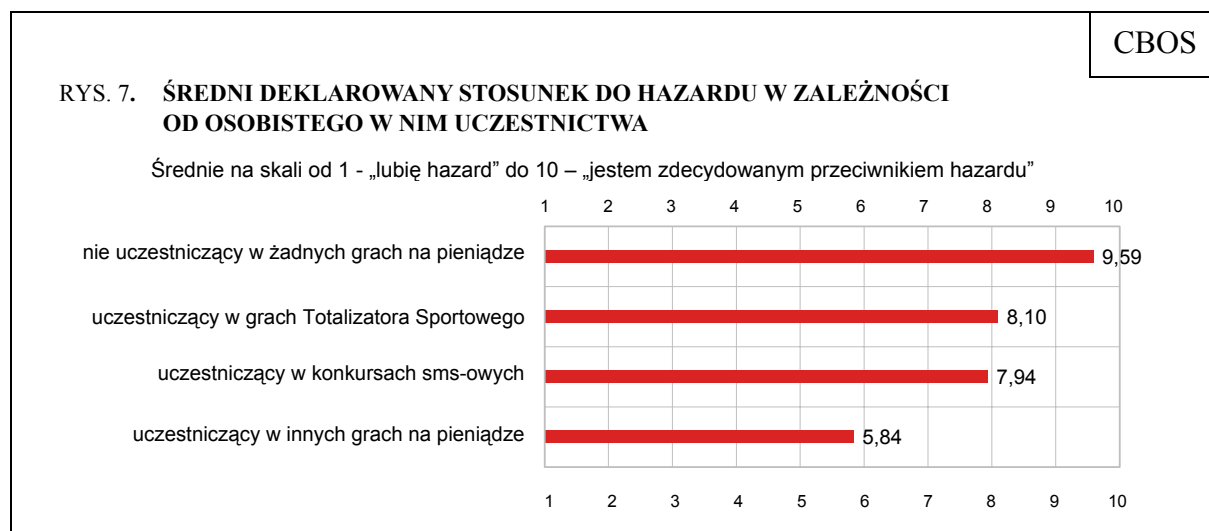 CBOS
RYS. 7. ŚREDNI DEKLAROWANY STOSUNEK DO HAZARDU W ZALEŻNOŚCI
OD OSOBISTEGO W NIM UCZESTNICTWA
Średnie na skali od 1 - „lubię hazard” do 10 – „jestem zdecydowanym przeciwnikiem hazardu”
1 2 3 4 5 6 7 8 9 10
nie uczestniczący w żadnych grach na pieniądze 9,59
uczestniczący w grach Totalizatora Sportowego 8,10
uczestniczący w konkursach sms-owych 7,94
uczestniczący w innych grach na pieniądze 5,84
1 2 3 4 5 6 7 8 9 10